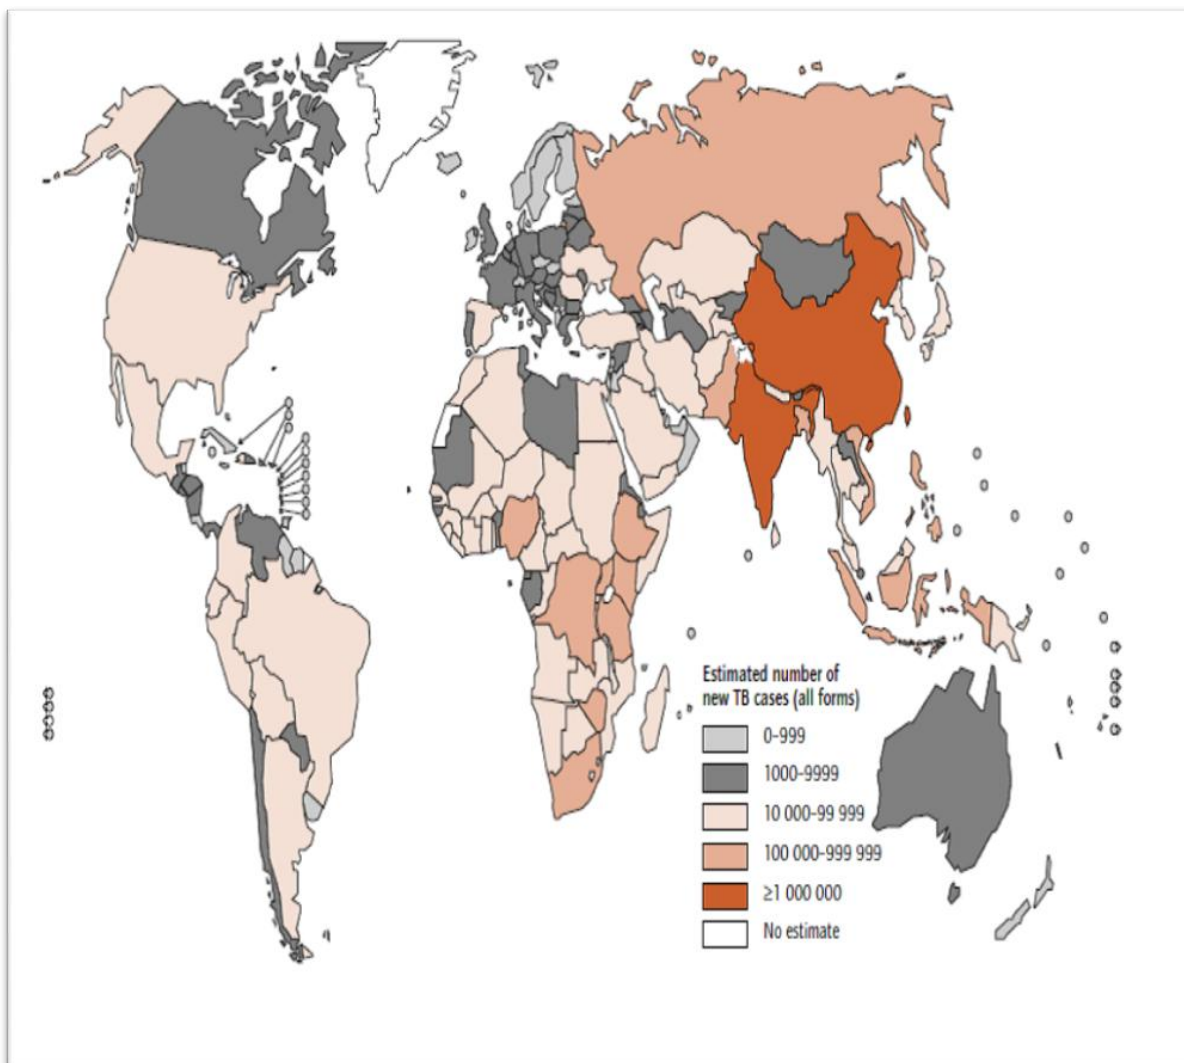 Estimated number of
new TB cases (all forms)
0–999
1000–9999
10 000–99 999
100 000–999 999
≥1 000 000
No estimate